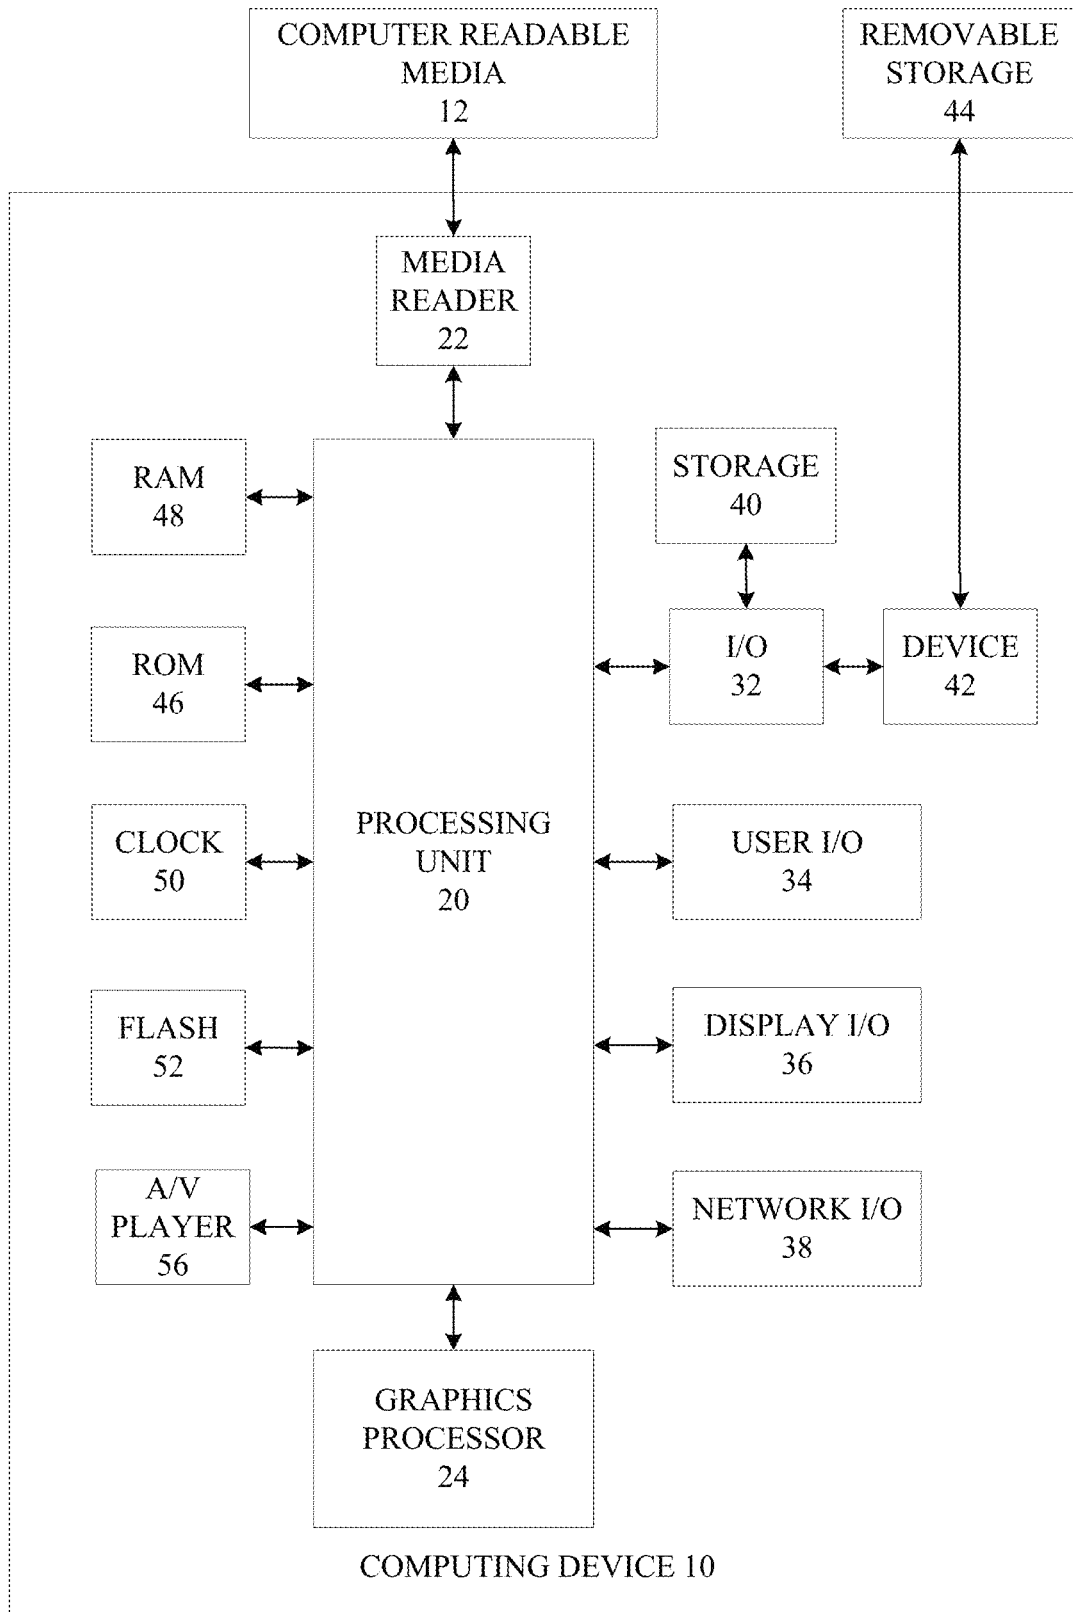 COMPUTER READABLE
MEDIA
12
REMOVABLE
STORAGE
44
MEDIA
READER
22
RAM
48
STORAGE
40
ROM
46
I/O
32
DEVICE
42
CLOCK
50
PROCESSING
UNIT
20
USER I/O
34
FLASH
52
DISPLAY I/O
36
A/V
PLAYER
56
NETWORK I/O
38
GRAPHICS
PROCESSOR
24
COMPUTING DEVICE 10